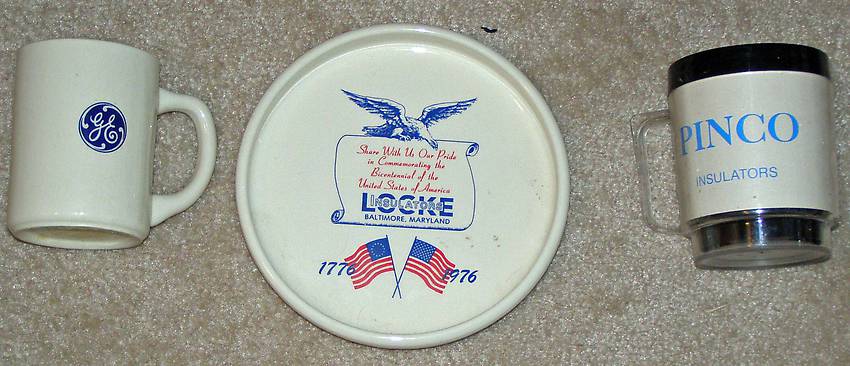 GE
Share With Us Our Pride
in Commemorating the
Bicentennial of the
United States of America
LOCKE
INSULATORS
BALTIMORE, MARYLAND
1776 1976
PINCO
INSULATORS